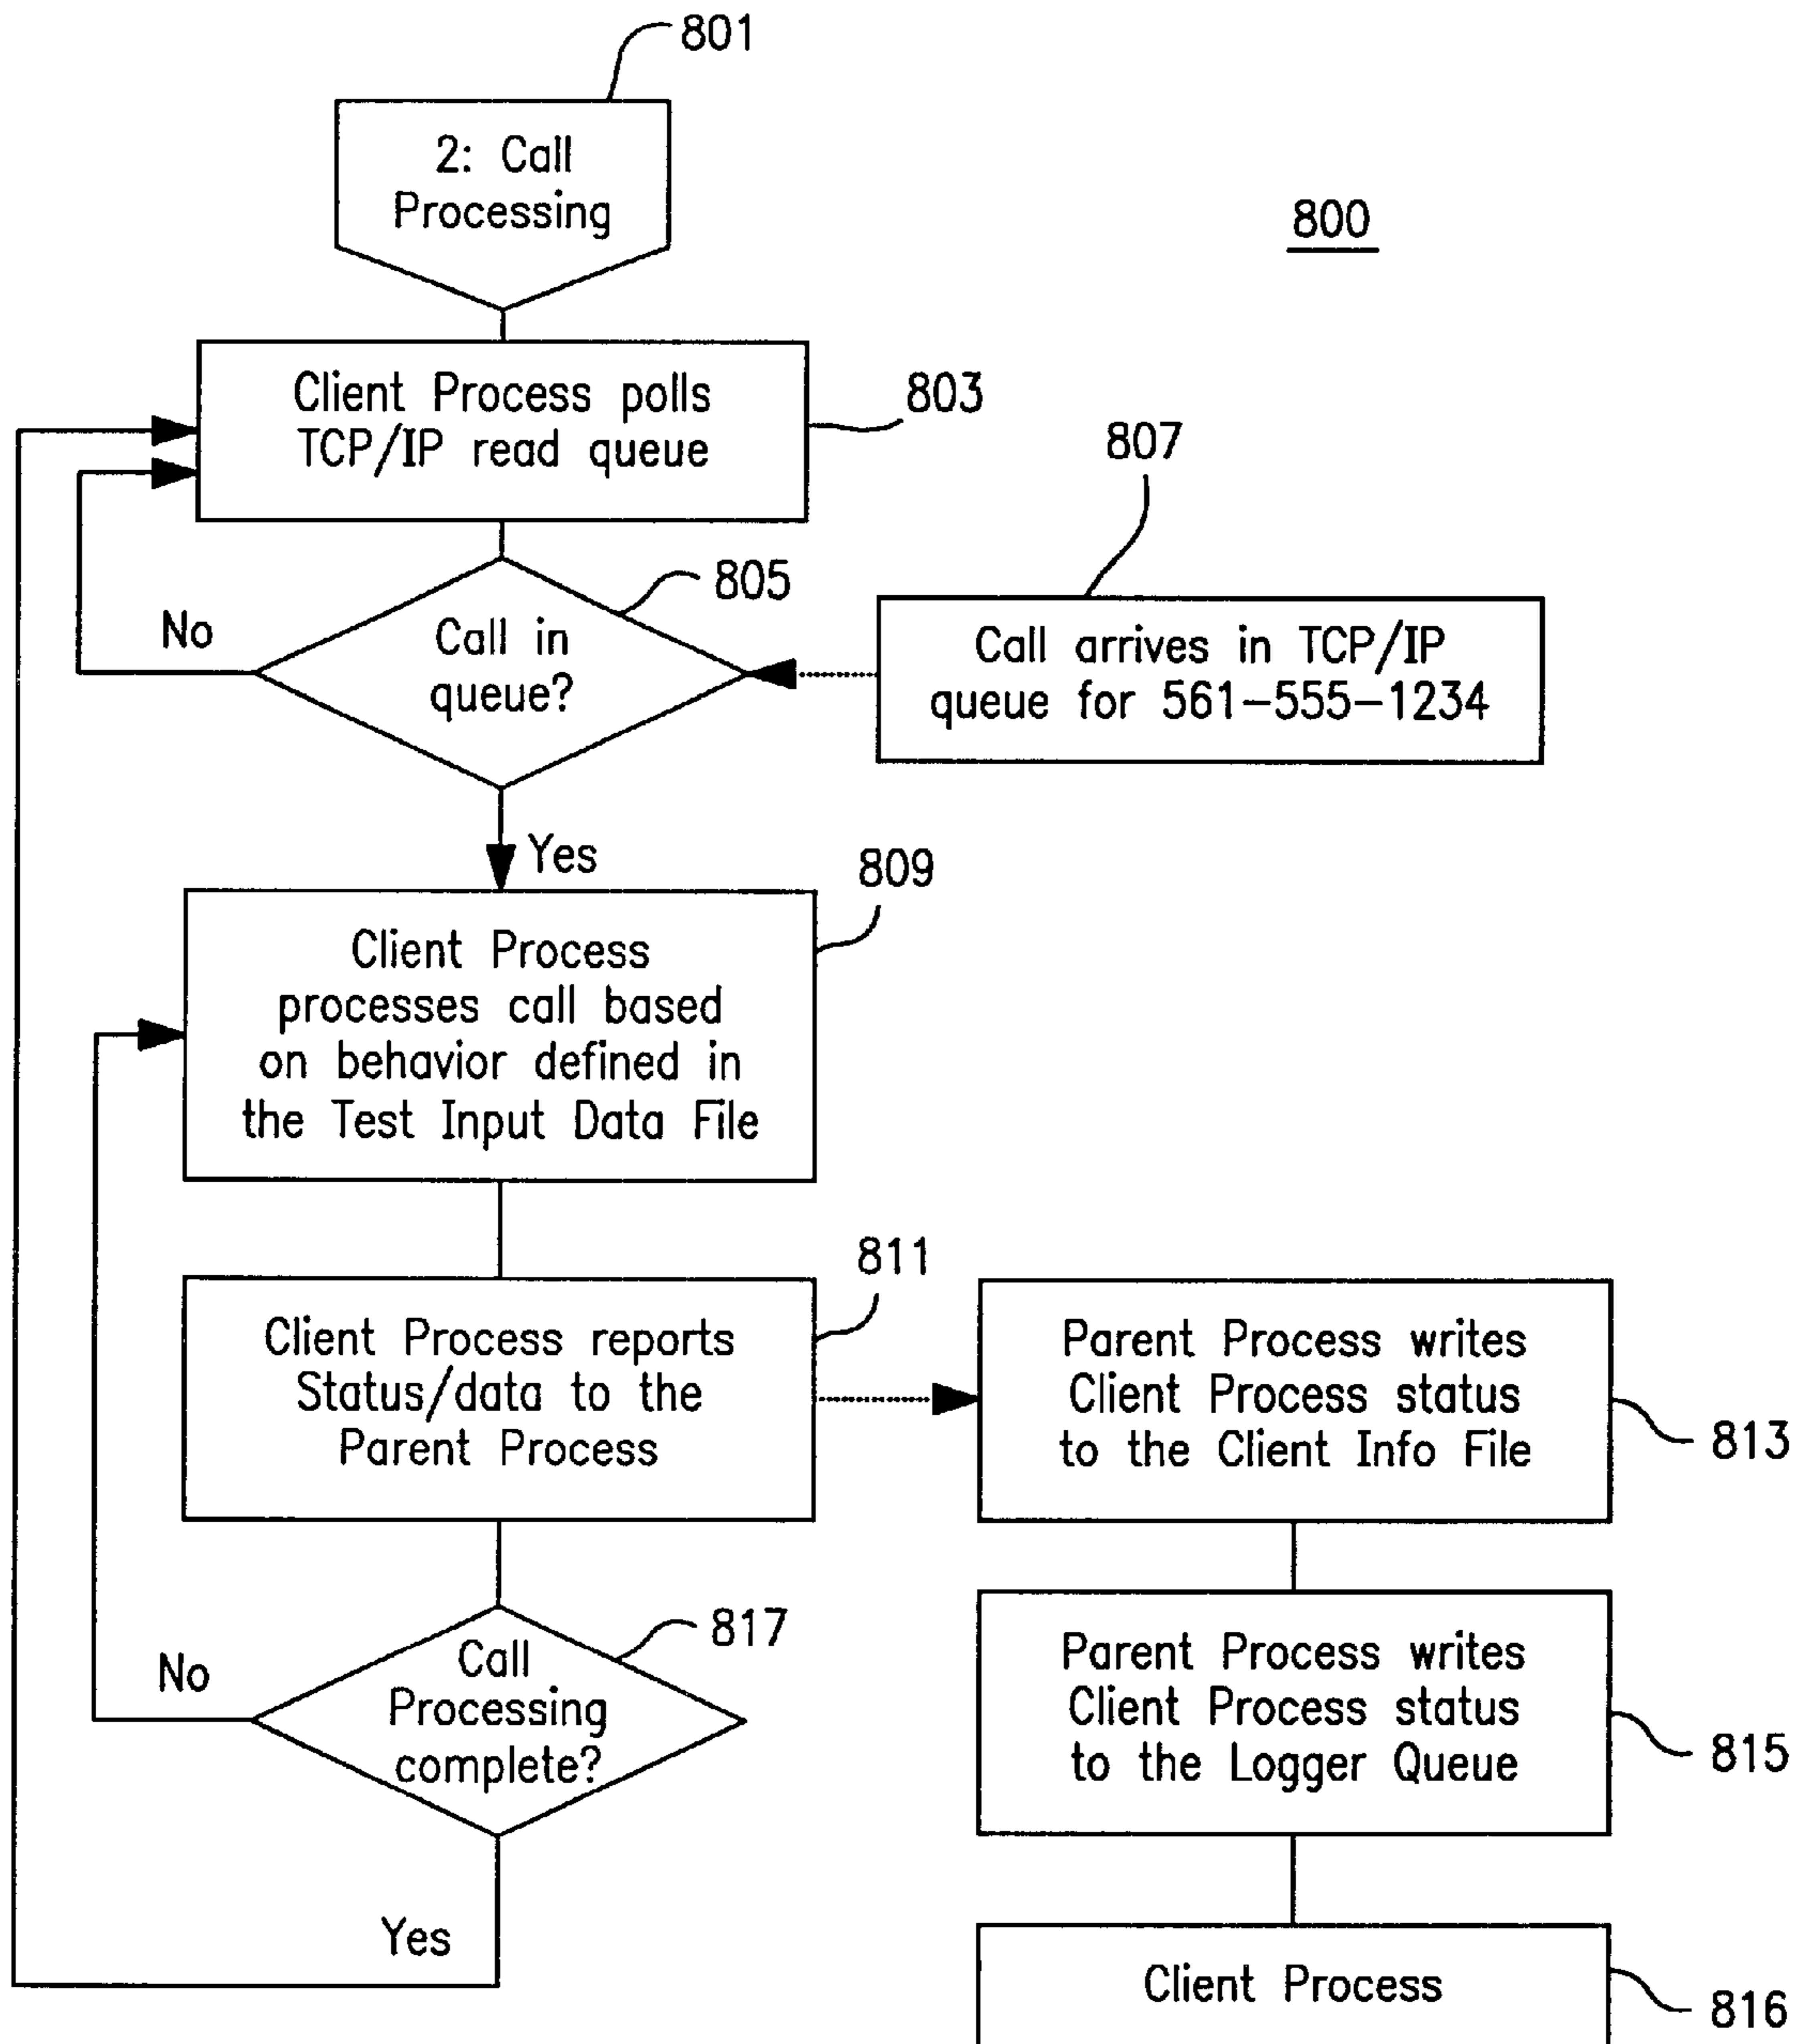 801
2: Call
Processing
800
Client Process polls
TCP/IP read queue
803
807
805
No
Call in
queue?
Call arrives in TCP/IP
queue for 561-555-1234
Yes
809
Client Process
processes call based
on behavior defined in
the Test Input Data File
811
Client Process reports
Status/data to the
Parent Process
Parent Process writes
Client Process status
to the Client Info File
813
817
No
Call
Processing
complete?
Parent Process writes
Client Process status
to the Logger Queue
815
Yes
Client Process
816